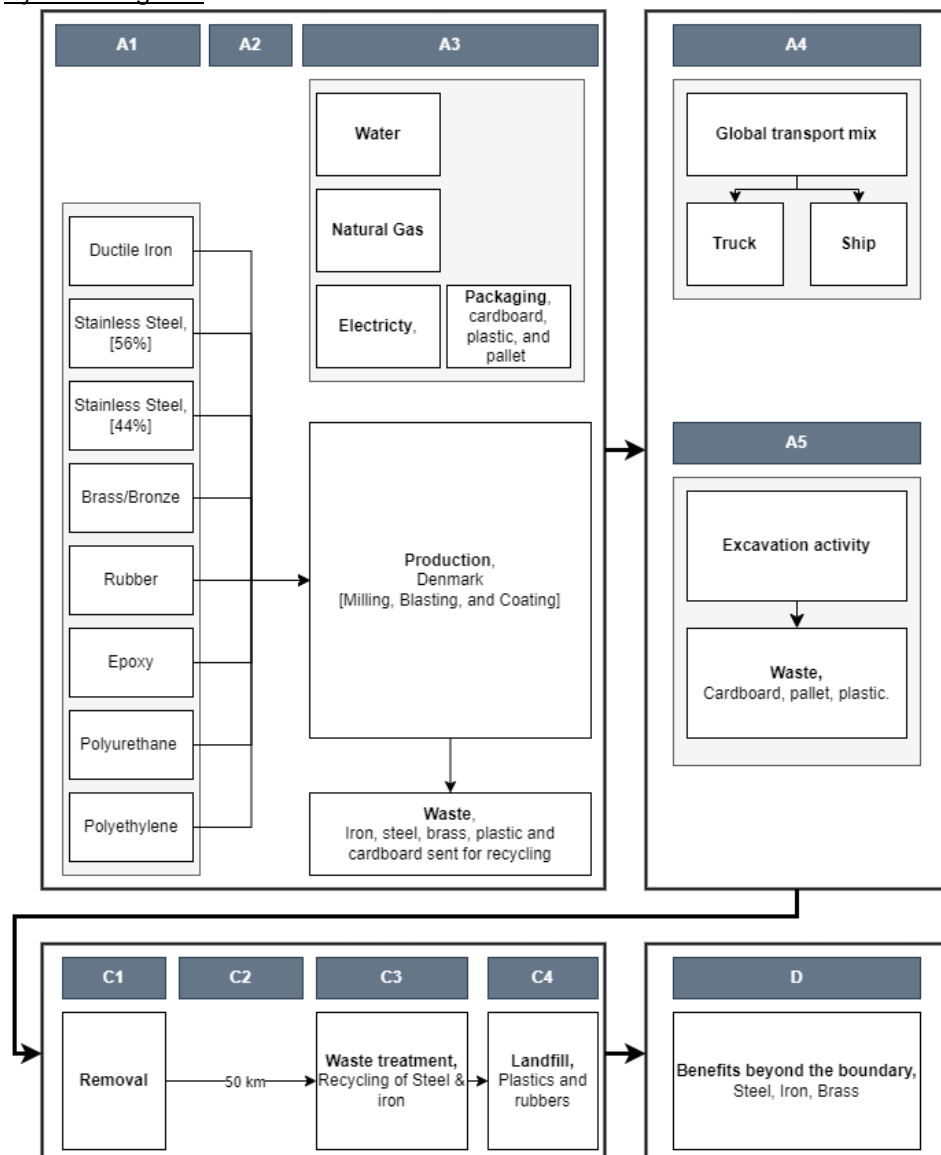 A1
A2
A3
Water
Natural Gas
Electricty,
Packaging,
cardboard,
plastic, and
pallet
Ductile Iron
Stainless Steel,
[56%]
Stainless Steel,
[44%]
Brass/Bronze
Rubber
Epoxy
Polyurethane
Polyethylene
Production,
Denmark
[Milling, Blasting, and Coating]
Waste,
Iron, steel, brass, plastic and
cardboard sent for recycling
A4
Global transport mix
Truck
Ship
A5
Excavation activity
Waste,
Cardboard, pallet, plastic.
C1
C2
C3
C4
Removal
50 km
Waste treatment,
Recycling of Steel &
iron
Landfill,
Plastics and
rubbers
D
Benefits beyond the boundary,
Steel, Iron, Brass